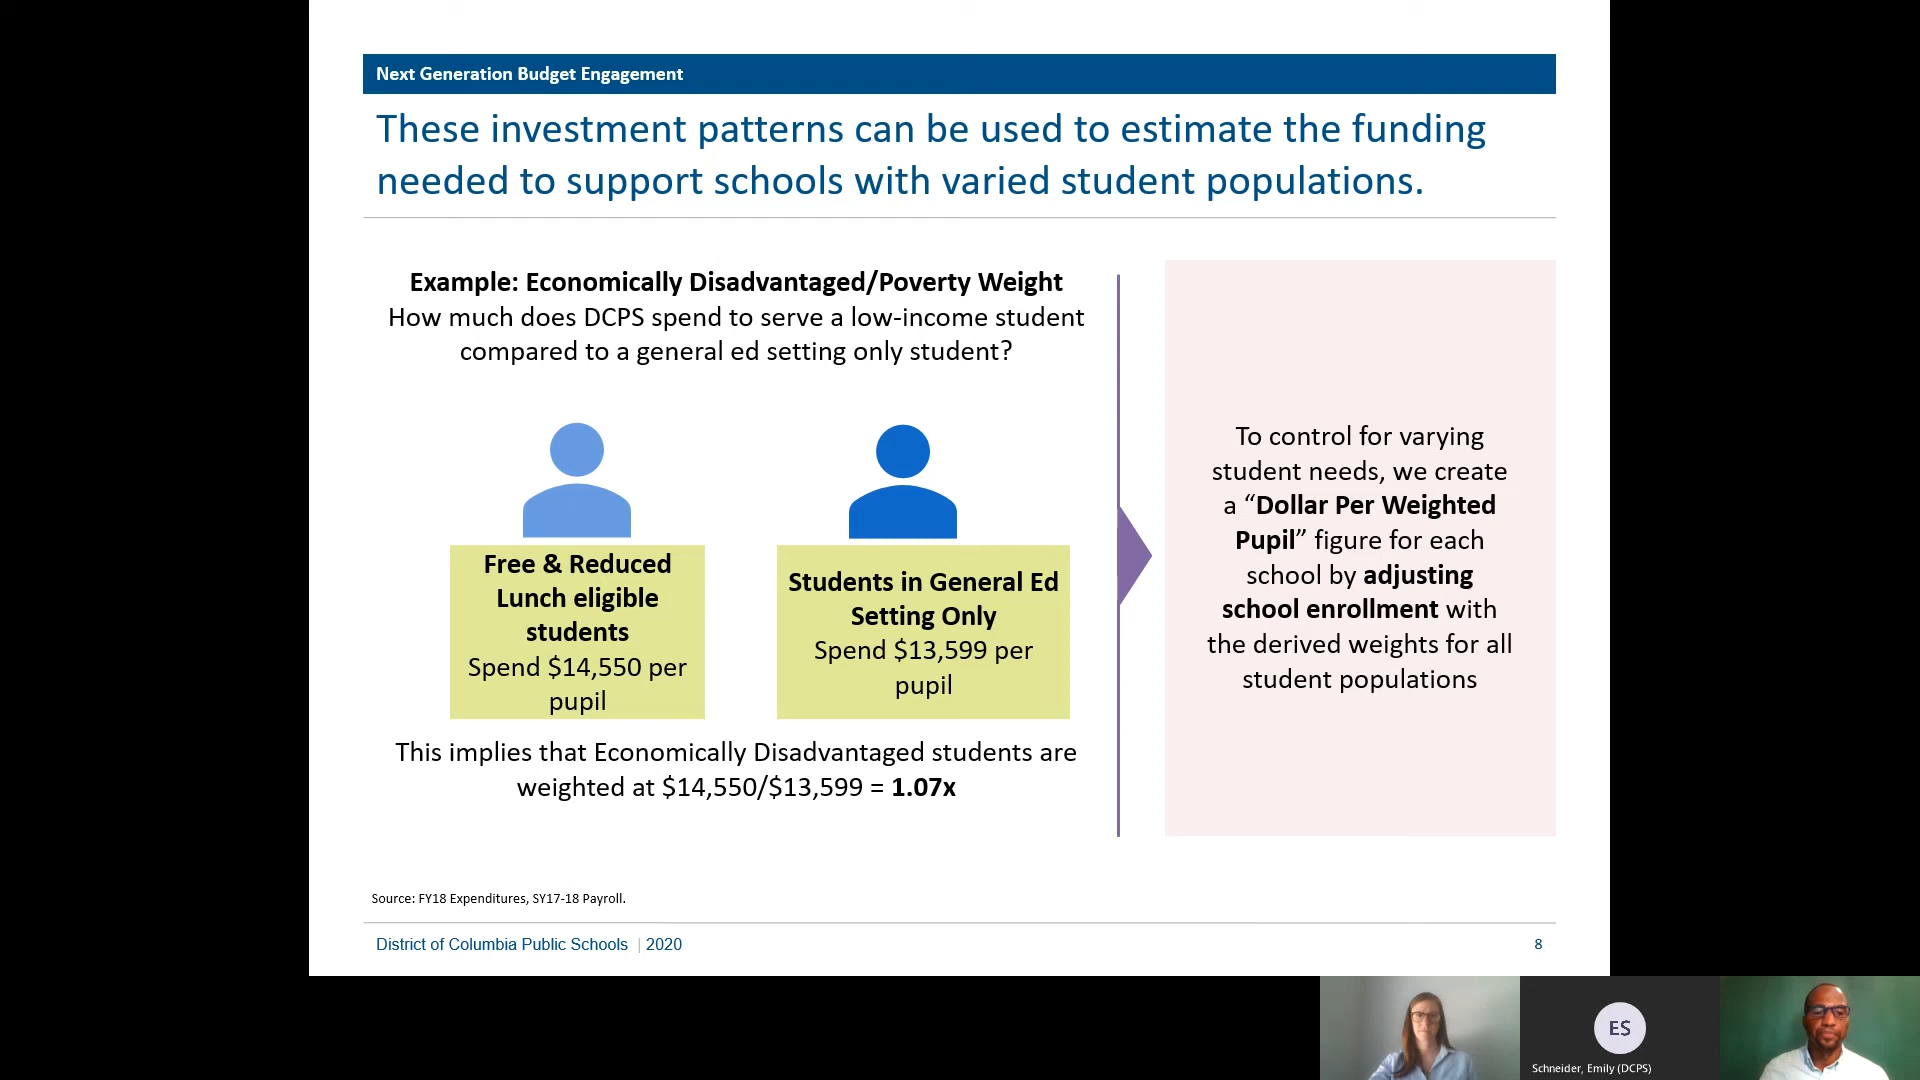 Next Generation Budget Engagement
These investment patterns can be used to estimate the funding
needed to support schools with varied student populations.
Example: Economically Disadvantaged/Poverty Weight
How much does DCPS spend to serve a low-income student
compared to a general ed setting only student?
Free & Reduced
Lunch eligible
students
Spend $14,550 per
pupil
Students in General Ed
Setting Only
Spend $13,599 per
pupil
This implies that Economically Disadvantaged students are
weighted at $14,550/$13,599 = 1.07x
To control for varying
student needs, we create
a “Dollar Per Weighted
Pupil” figure for each
school by adjusting
school enrollment with
the derived weights for all
student populations
Source: FY18 Expenditures, SY17-18 Payroll.
District of Columbia Public Schools | 2020
8
ES
Schneider, Emily (DCPS)